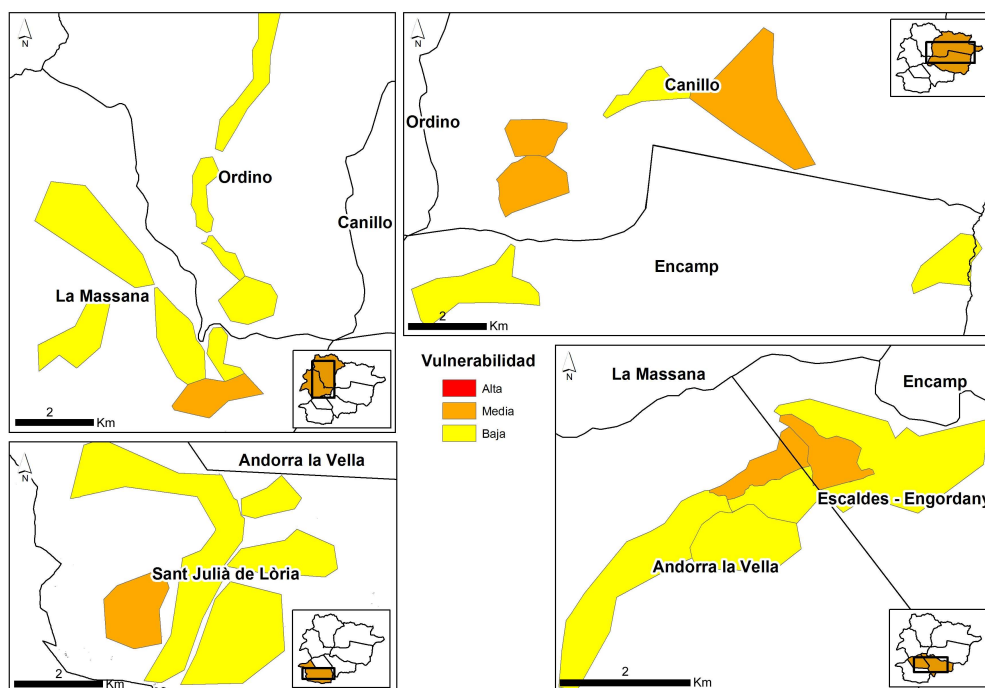 N
Ordino
Canillo
La Massana
2
Km
N
Canillo
Ordino
Encamp
2
Km
Vulnerabilidad
Alta
Media
Baja
N
Andorra la Vella
Sant Julià de Lòria
2
Km
N
La Massana
Encamp
Escaldes - Engordany
Andorra la Vella
2
Km